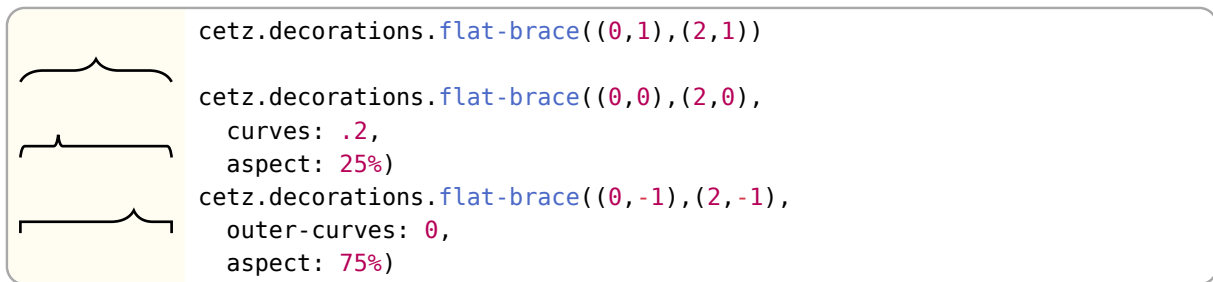 cetz.decorations.flat-brace((0,1),(2,1))
cetz.decorations.flat-brace((0,0),(2,0),
curves: .2,
aspect: 25%)
cetz.decorations.flat-brace((0,-1),(2,-1),
outer-curves: 0,
aspect: 75%)